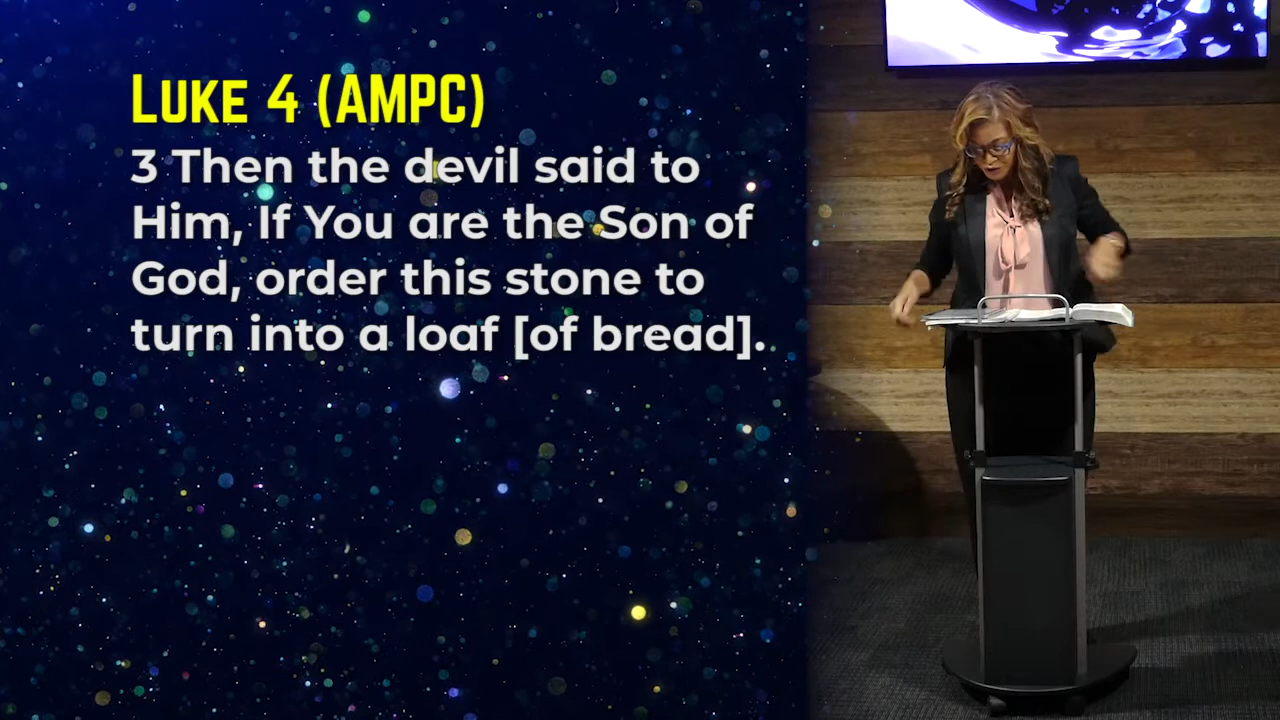 Luke 4 (AMPC)
3 Then the devil said to
Him, If You are the Son of
God, order this stone to
turn into a loaf [of bread].